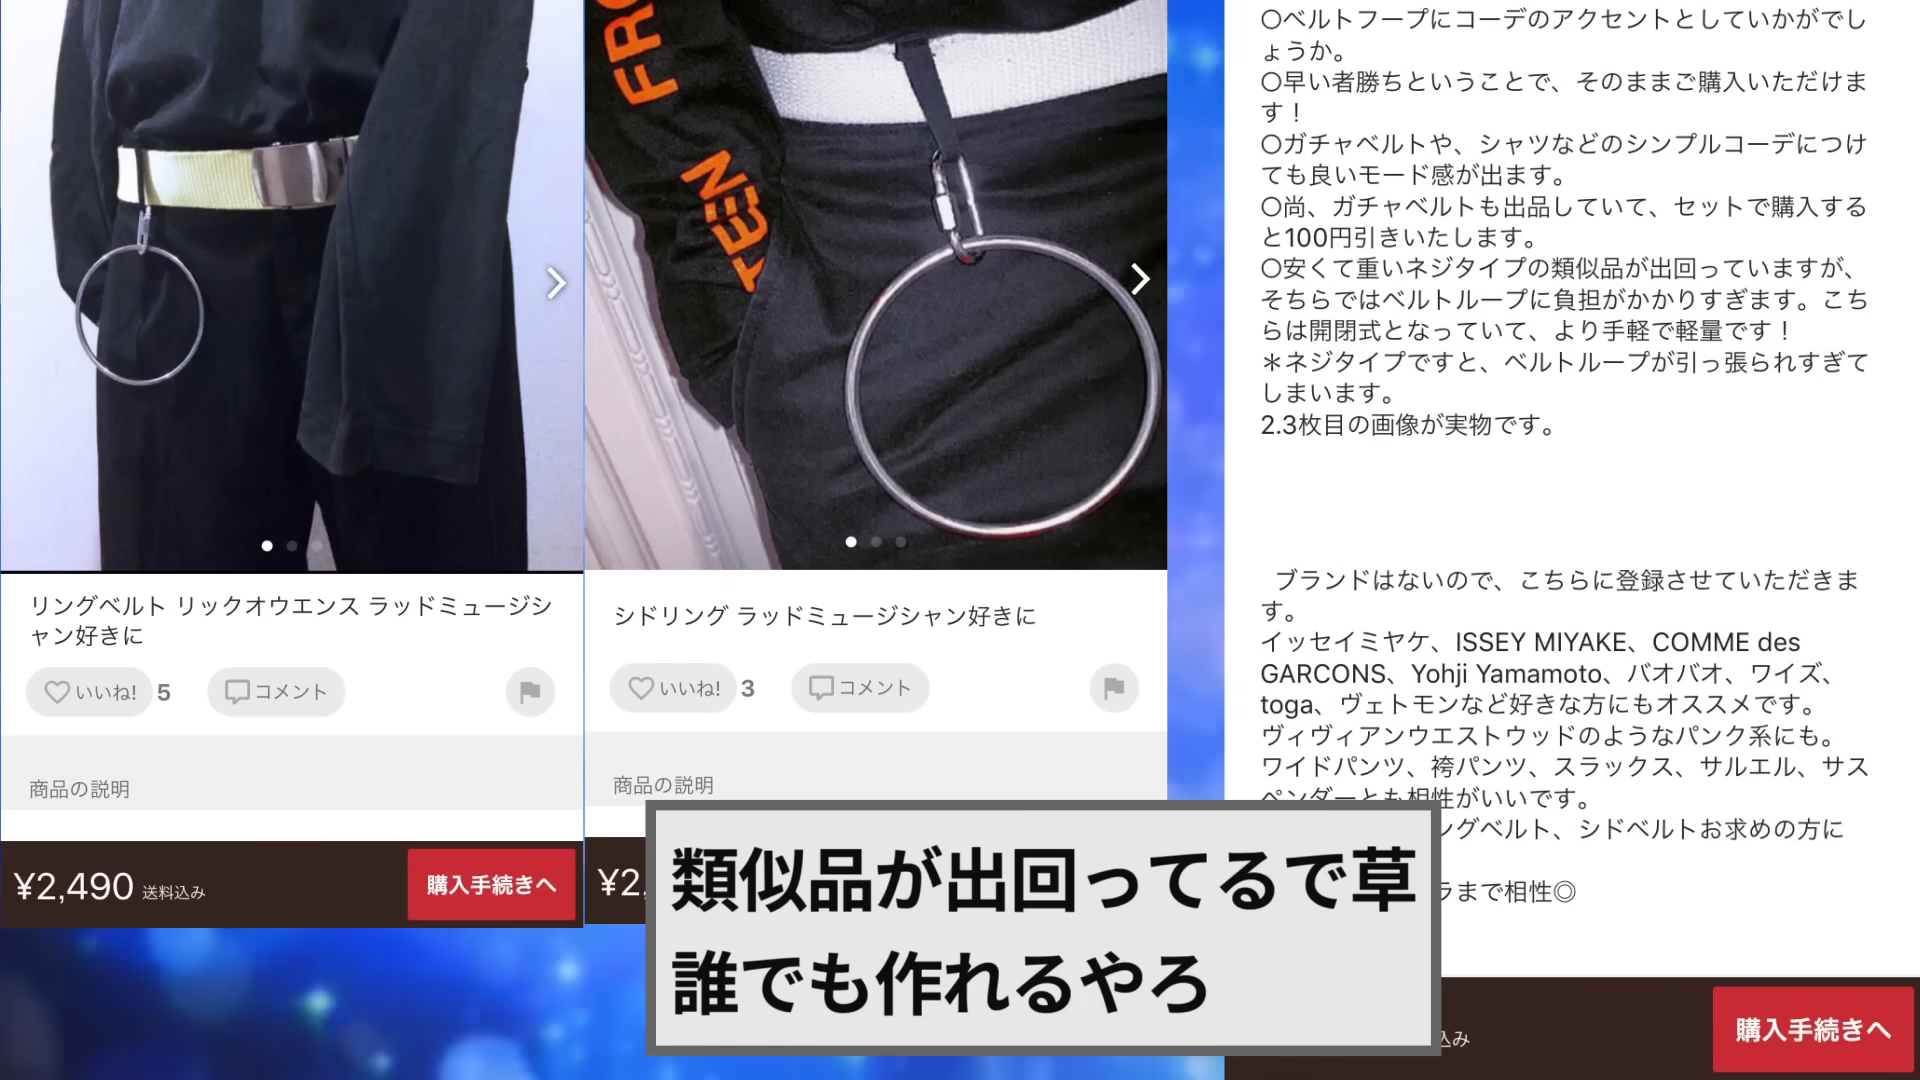 リングベルト リックオウエンス ラッドミュージシ
ャン好きに
いいね! 5
コメント
商品の説明
¥2,490 送料込み
購入手続きへ
FRO
TEEN
シドリング ラッドミュージシャン好きに
いいね! 3
コメント
商品の説明
¥2,
〇ベルトフープにコーデのアクセントとしていかがでし
ょうか。
〇早い者勝ちということで、そのままご購入いただけま
す！
〇ガチャベルトや、シャツなどのシンプルコーデにつけ
ても良いモード感が出ます。
〇尚、ガチャベルトも出品していて、セットで購入する
と100円引きいたします。
〇安くて重いネジタイプの類似品が出回っていますが、
そちらではベルトループに負担がかかりすぎます。こち
らは開閉式となっていて、より手軽で軽量です！
＊ネジタイプですと、ベルトループが引っ張られすぎて
しまいます。
2.3枚目の画像が実物です。
ブランドはないので、こちらに登録させていただきま
す。
イッセイミヤケ、ISSEY MIYAKE、COMME des
GARCONS、Yohji Yamamoto、バオバオ、ワイズ、
toga、ヴェトモンなど好きな方にもオススメです。
ヴィヴィアンウエストウッドのようなパンク系にも。
ワイドパンツ、袴パンツ、スラックス、サルエル、サス
ペンダーとも相性がいいです。
ングベルト、シドベルトお求めの方に
ラまで相性◎
込み
購入手続きへ
類似品が出回ってるで草
誰でも作れるやろ